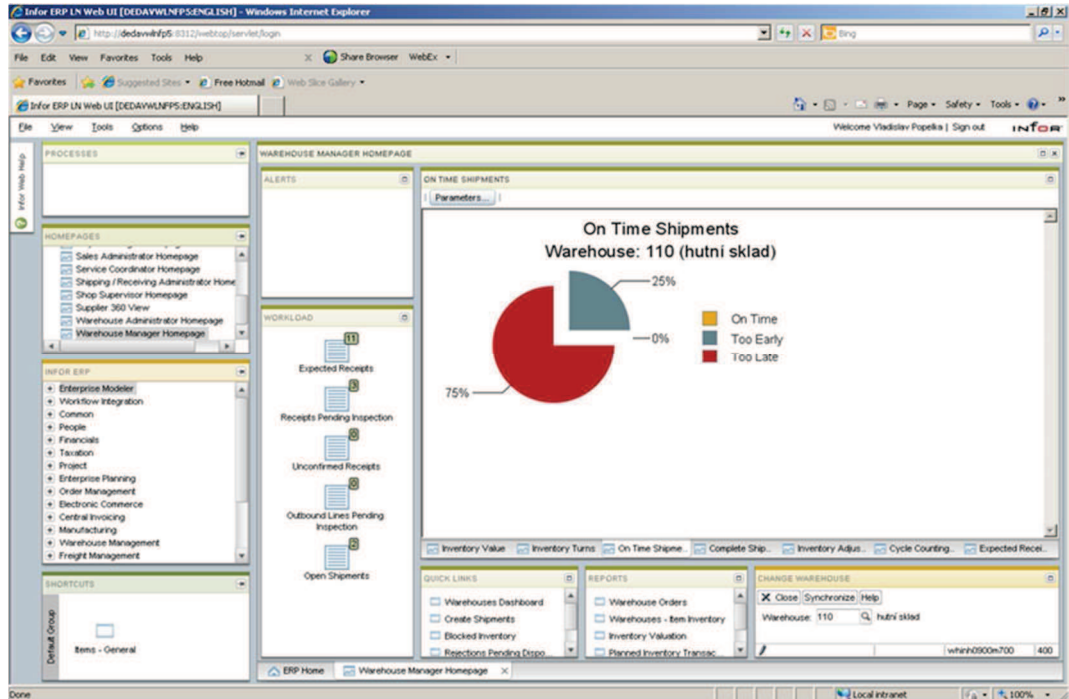 Infor ERP LN Web UI [DEDAVWLNFP5:ENGLISH] - Windows Internet Explorer
http://dedavwlnfp5:8312/webtop/servlet/login
Bing
File Edit View Favorites Tools Help
X Share Browser WebEx
Favorites Suggested Sites Free Hotmail Web Slice Gallery
Infor ERP LN Web UI [DEDAVWLNFP5:ENGLISH]
Page Safety Tools
File View Tools Options Help
Welcome Vladislav Popelka | Sign out
INFOR
Infor Web Help
PROCESSES
HOMEPAGES
Sales Administrator Homepage
Service Coordinator Homepage
Shipping / Receiving Administrator Home
Shop Supervisor Homepage
Supplier 360 View
Warehouse Administrator Homepage
Warehouse Manager Homepage
INFOR ERP
Enterprise Modeler
Workflow Integration
Common
People
Financials
Taxation
Project
Enterprise Planning
Order Management
Electronic Commerce
Central Invoicing
Manufacturing
Warehouse Management
Freight Management
SHORTCUTS
Default Group
Items - General
WAREHOUSE MANAGER HOMEPAGE
ALERTS
WORKLOAD
11
Expected Receipts
3
Receipts Pending Inspection
0
Unconfirmed Receipts
0
Outbound Lines Pending
Inspection
2
Open Shipments
ON TIME SHIPMENTS
Parameters...
On Time Shipments
Warehouse: 110 (hutní sklad)
25%
0%
75%
On Time
Too Early
Too Late
Inventory Value Inventory Turns On Time Shipme.. Complete Ship.. Inventory Adjus.. Cycle Counting.. Expected Recei..
QUICK LINKS
Warehouses Dashboard
Create Shipments
Blocked Inventory
Rejections Pending Dispo...
REPORTS
Warehouse Orders
Warehouses - Item Inventory
Inventory Valuation
Planned Inventory Transac...
CHANGE WAREHOUSE
X Close Synchronize Help
Warehouse: 110 hutní sklad
whinh0900m700 400
ERP Home Warehouse Manager Homepage X
Done
Local intranet
100%